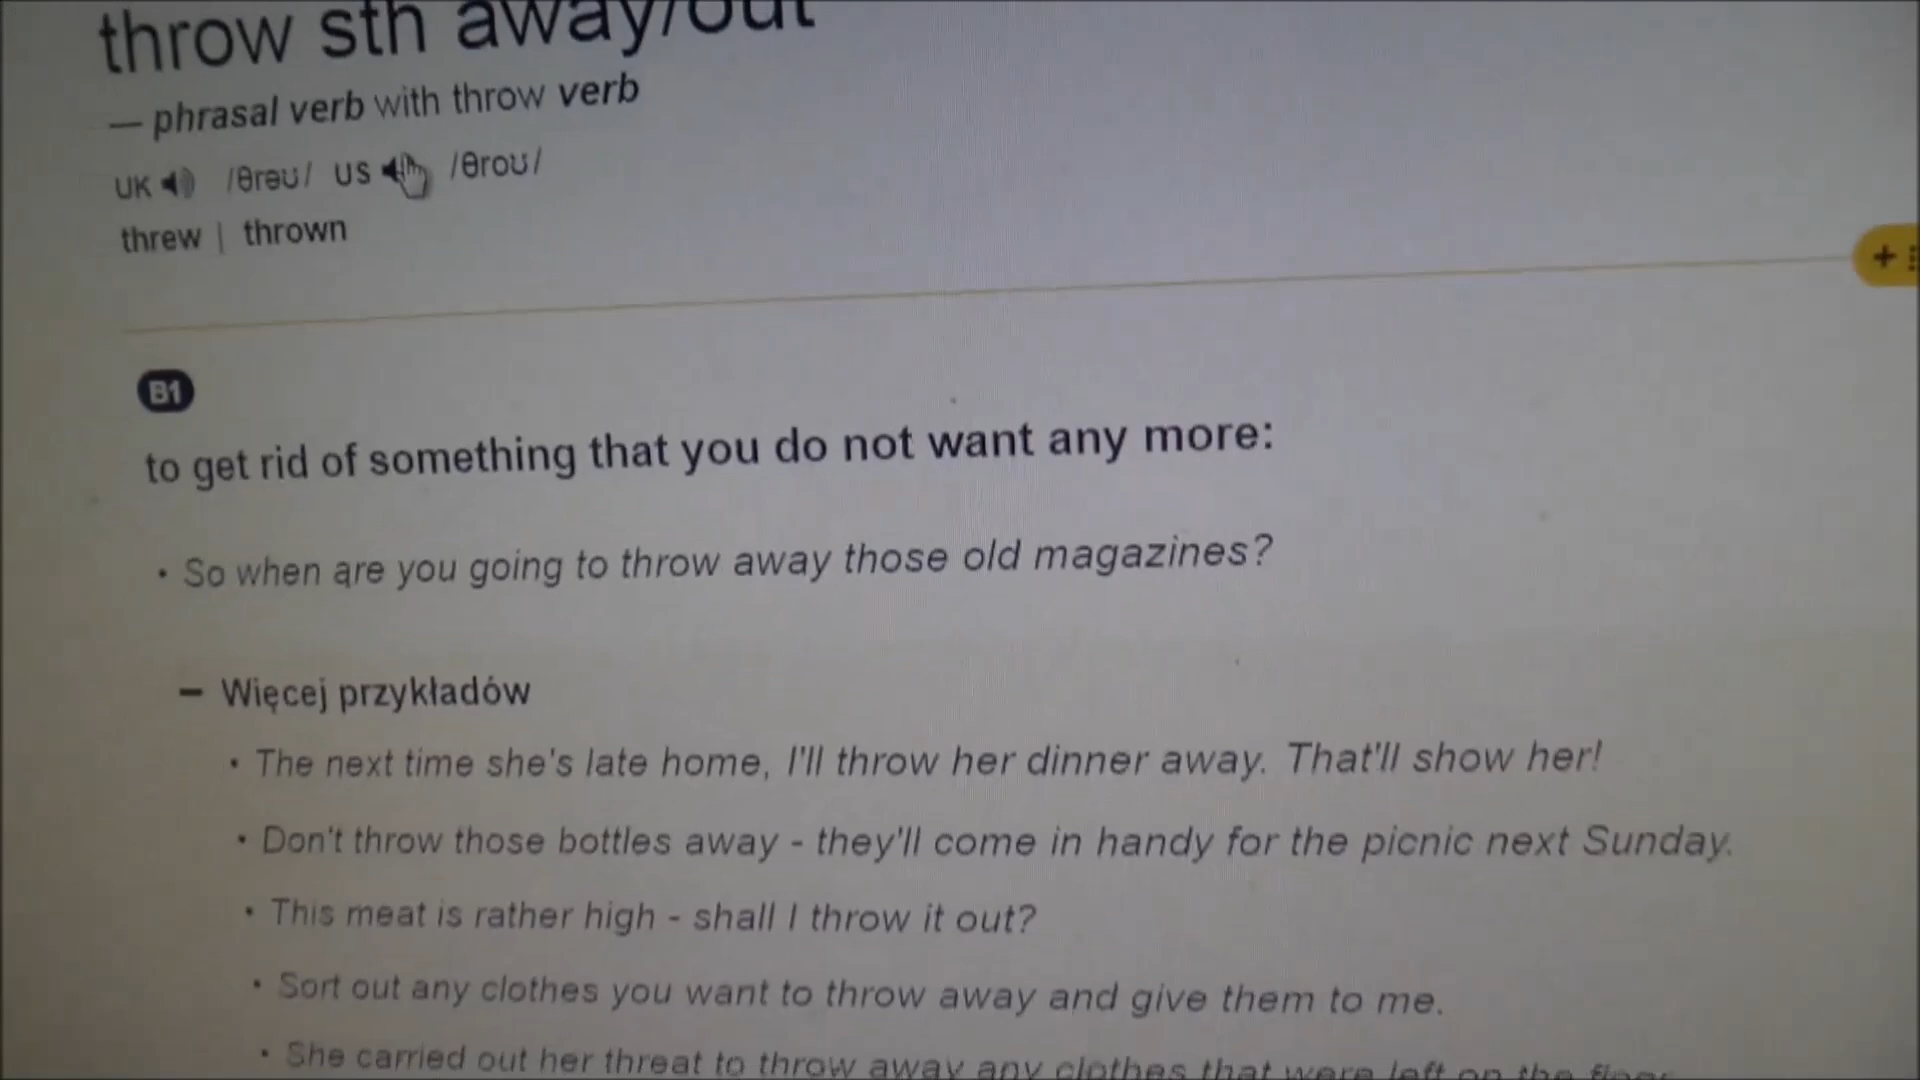 throw sth away/out
— phrasal verb with throw verb
UK /θrəʊ/ US /θroʊ/
threw | thrown
+
B1
to get rid of something that you do not want any more:
• So when are you going to throw away those old magazines?
– Więcej przykładów
• The next time she's late home, I'll throw her dinner away. That'll show her!
• Don't throw those bottles away - they'll come in handy for the picnic next Sunday.
• This meat is rather high - shall I throw it out?
• Sort out any clothes you want to throw away and give them to me.
• She carried out her threat to throw away any clothes that were left on the floor